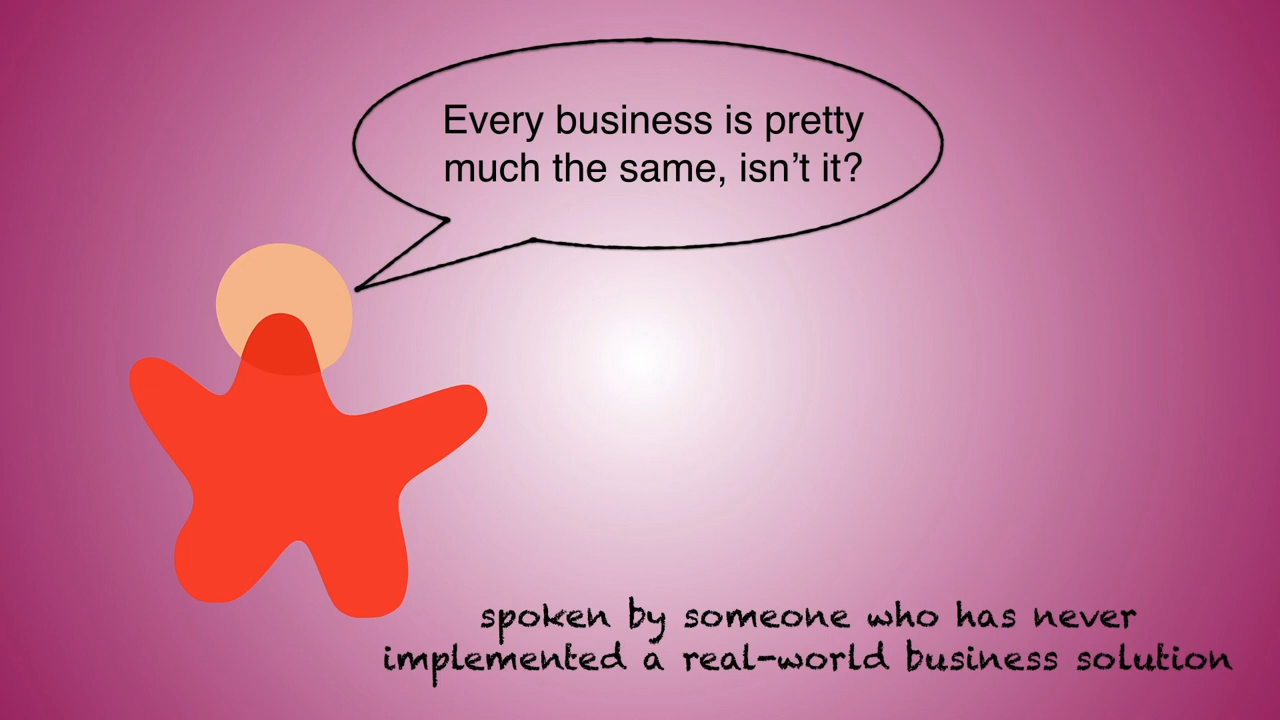 Every business is pretty
much the same, isn’t it?
spoken by someone who has never
implemented a real-world business solution